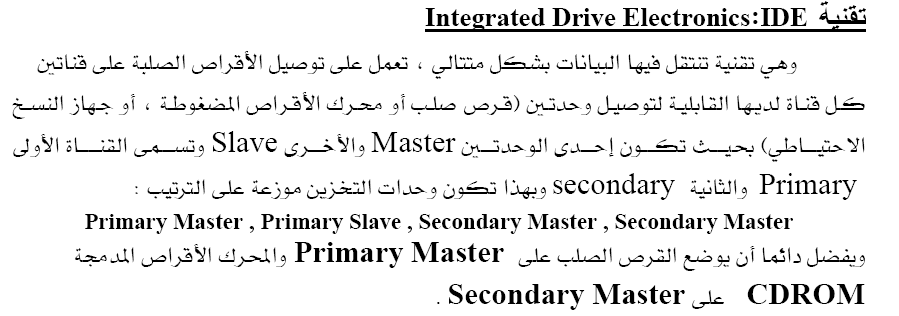 تقنية Integrated Drive Electronics:IDE
وهي تقنية تنتقل فيها البيانات بشكل متتالي ، تعمل على توصيل الأقراص الصلبة على قناتين
كل قناة لديها القابلية لتوصيل وحدتين (قرص صلب أو محرك الأقراص المضغوطة ، أو جهاز النسخ
الاحتياطي) بحيث تكون إحدى الوحدتين Master والأخرى Slave وتسمى القناة الأولى
Primary والثانية secondary وبهذا تكون وحدات التخزين موزعة على الترتيب :
Primary Master , Primary Slave , Secondary Master , Secondary Master
ويفضل دائما أن يوضع القرص الصلب على Primary Master والمحرك الأقراص المدمجة
CDROM على Secondary Master .